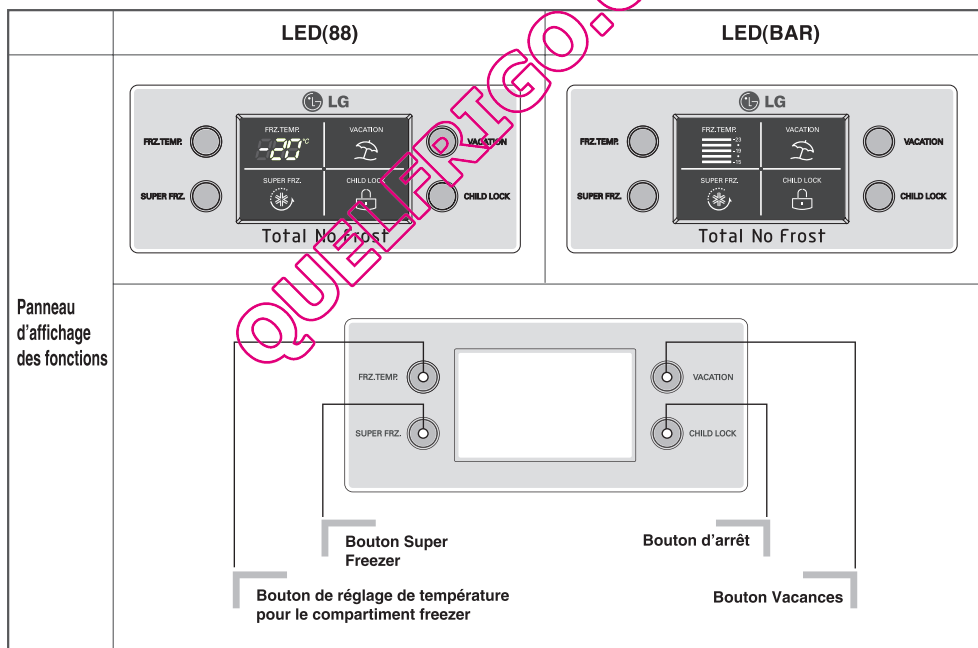 LED(88)
LED(BAR)
LG
FRZ.TEMP.
SUPER FRZ.
FRZ.TEMP.
-20°C
VACATION
SUPER FRZ.
CHILD LOCK
VACATION
CHILD LOCK
Total No Frost
LG
FRZ.TEMP.
SUPER FRZ.
FRZ.TEMP.
-23
-19
-15
VACATION
SUPER FRZ.
CHILD LOCK
VACATION
CHILD LOCK
Total No Frost
Panneau
d'affichage
des fonctions
FRZ.TEMP.
SUPER FRZ.
VACATION
CHILD LOCK
Bouton Super
Freezer
Bouton d'arrêt
Bouton de réglage de température
pour le compartiment freezer
Bouton Vacances
QUELFRIGO.